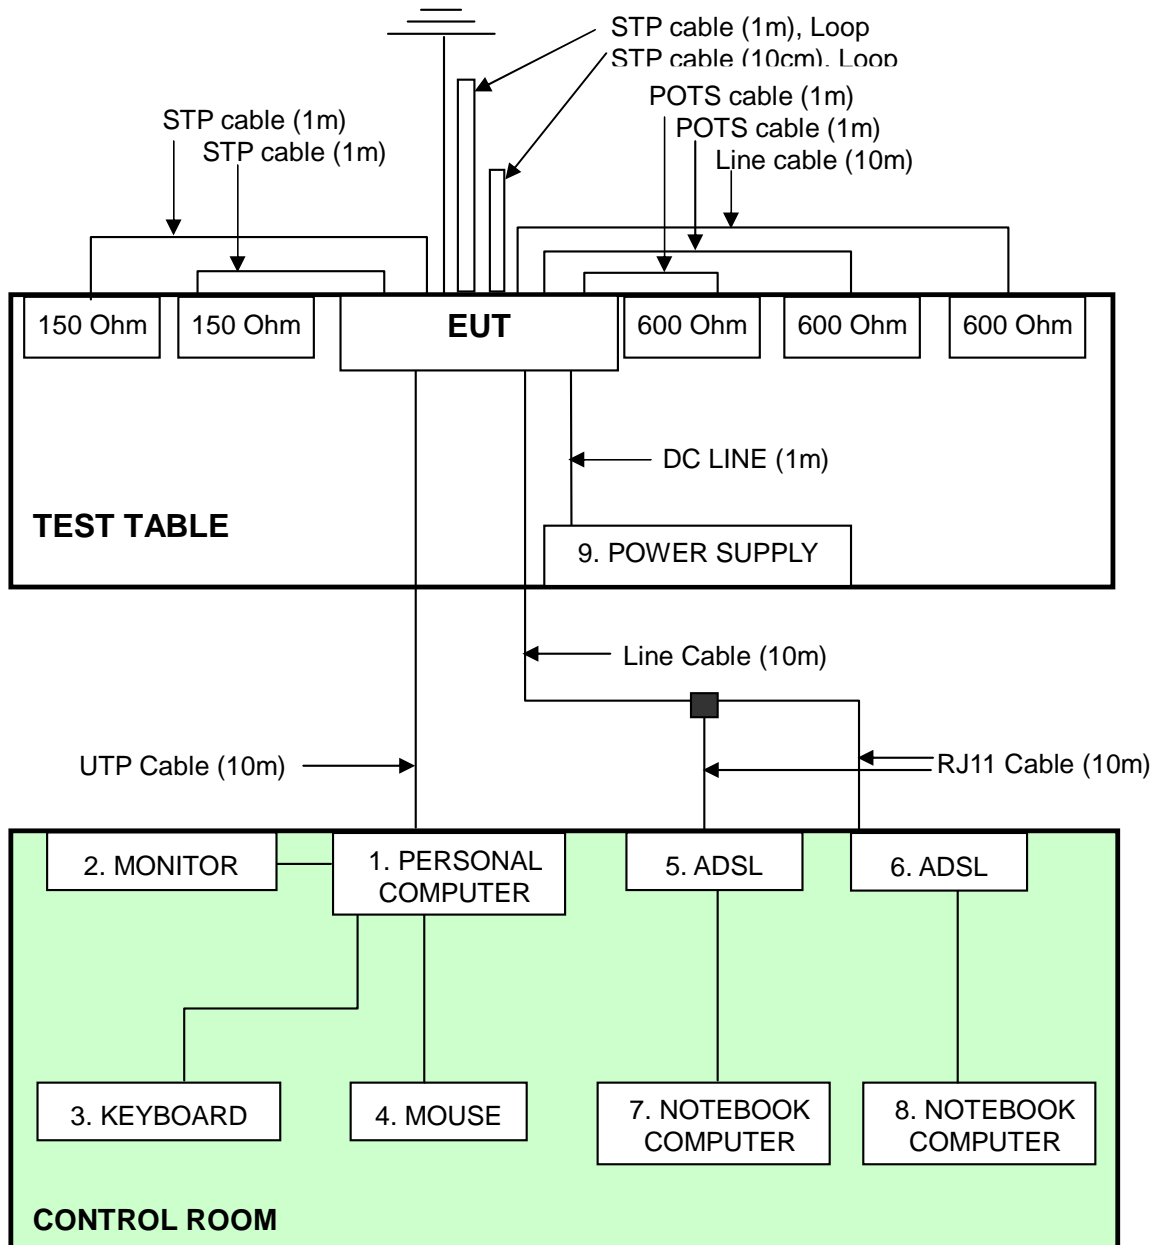 STP cable (1m), Loop
STP cable (10cm), Loop
POTS cable (1m)
POTS cable (1m)
Line cable (10m)
STP cable (1m)
STP cable (1m)
150 Ohm
150 Ohm
EUT
600 Ohm
600 Ohm
600 Ohm
DC LINE (1m)
TEST TABLE
9. POWER SUPPLY
Line Cable (10m)
UTP Cable (10m)
RJ11 Cable (10m)
2. MONITOR
1. PERSONAL
COMPUTER
5. ADSL
6. ADSL
3. KEYBOARD
4. MOUSE
7. NOTEBOOK
COMPUTER
8. NOTEBOOK
COMPUTER
CONTROL ROOM